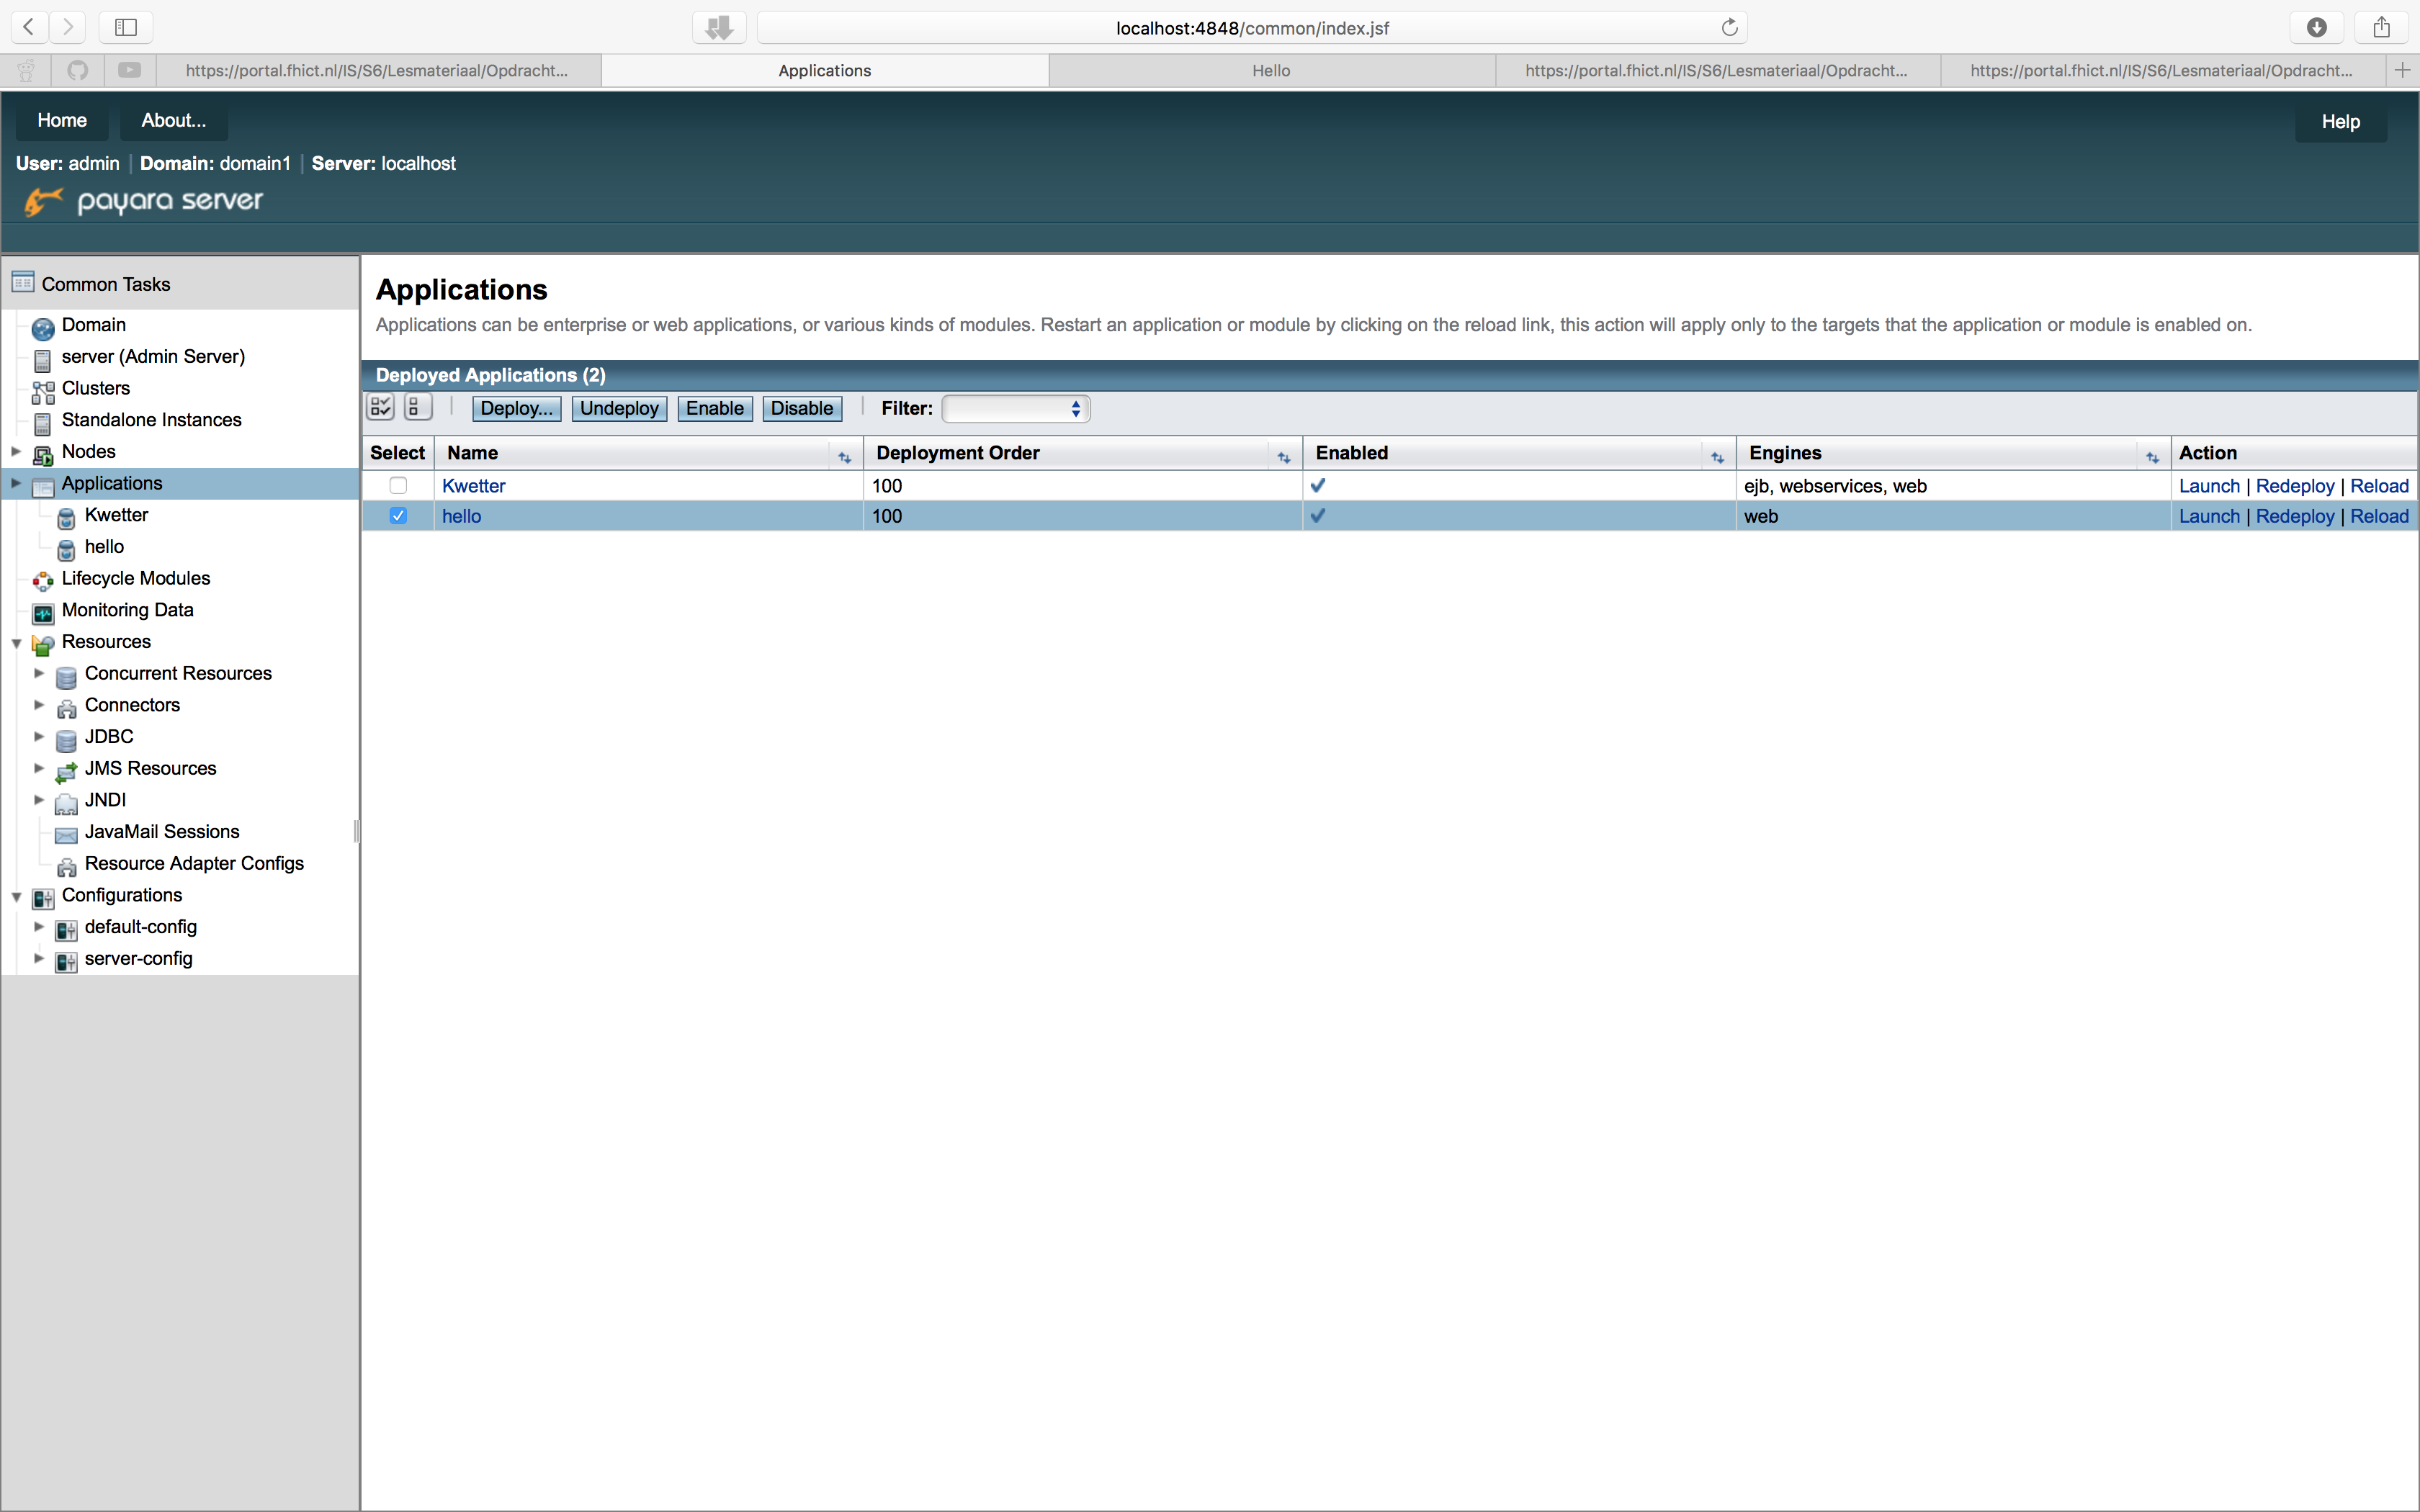 localhost:4848/common/index.jsf
https://portal.fhict.nl/IS/S6/Lesmateriaal/Opdracht... Applications Hello https://portal.fhict.nl/IS/S6/Lesmateriaal/Opdracht... https://portal.fhict.nl/IS/S6/Lesmateriaal/Opdracht...
Home About... Help
User: admin Domain: domain1 Server: localhost
payara server
Common Tasks
Domain
server (Admin Server)
Clusters
Standalone Instances
Nodes
Applications
Kwetter
hello
Lifecycle Modules
Monitoring Data
Resources
Concurrent Resources
Connectors
JDBC
JMS Resources
JNDI
JavaMail Sessions
Resource Adapter Configs
Configurations
default-config
server-config
Applications
Applications can be enterprise or web applications, or various kinds of modules. Restart an application or module by clicking on the reload link, this action will apply only to the targets that the application or module is enabled on.
Deployed Applications (2)
Deploy... Undeploy Enable Disable Filter:
Select Name Deployment Order Enabled Engines Action
Kwetter 100 ejb, webservices, web Launch | Redeploy | Reload
hello 100 web Launch | Redeploy | Reload